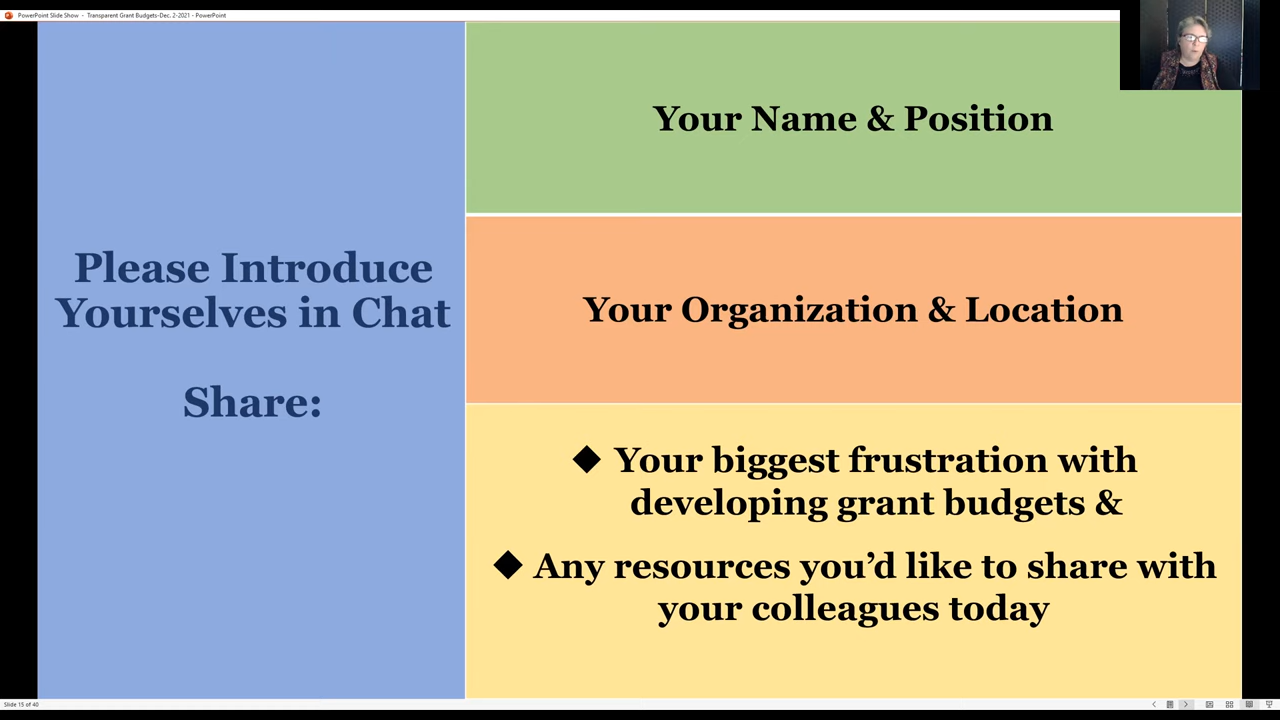 PowerPoint Slide Show - Transparent Grant Budgets-Dec. 2-2021 - PowerPoint
Please Introduce
Yourselves in Chat
Share:
Your Name & Position
Your Organization & Location
◆ Your biggest frustration with
developing grant budgets &
◆ Any resources you’d like to share with
your colleagues today
Slide 15 of 40